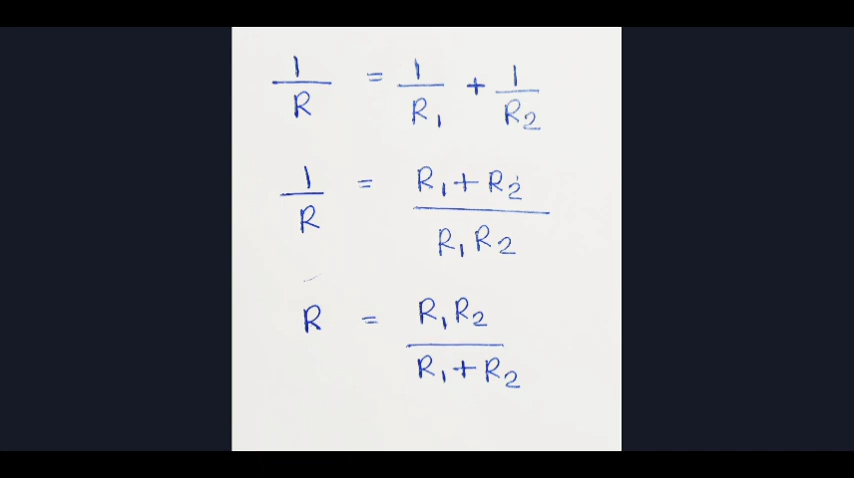 1/R = 1/R₁ + 1/R₂
1/R = (R₁ + R₂)/(R₁R₂)
R = (R₁R₂)/(R₁ + R₂)